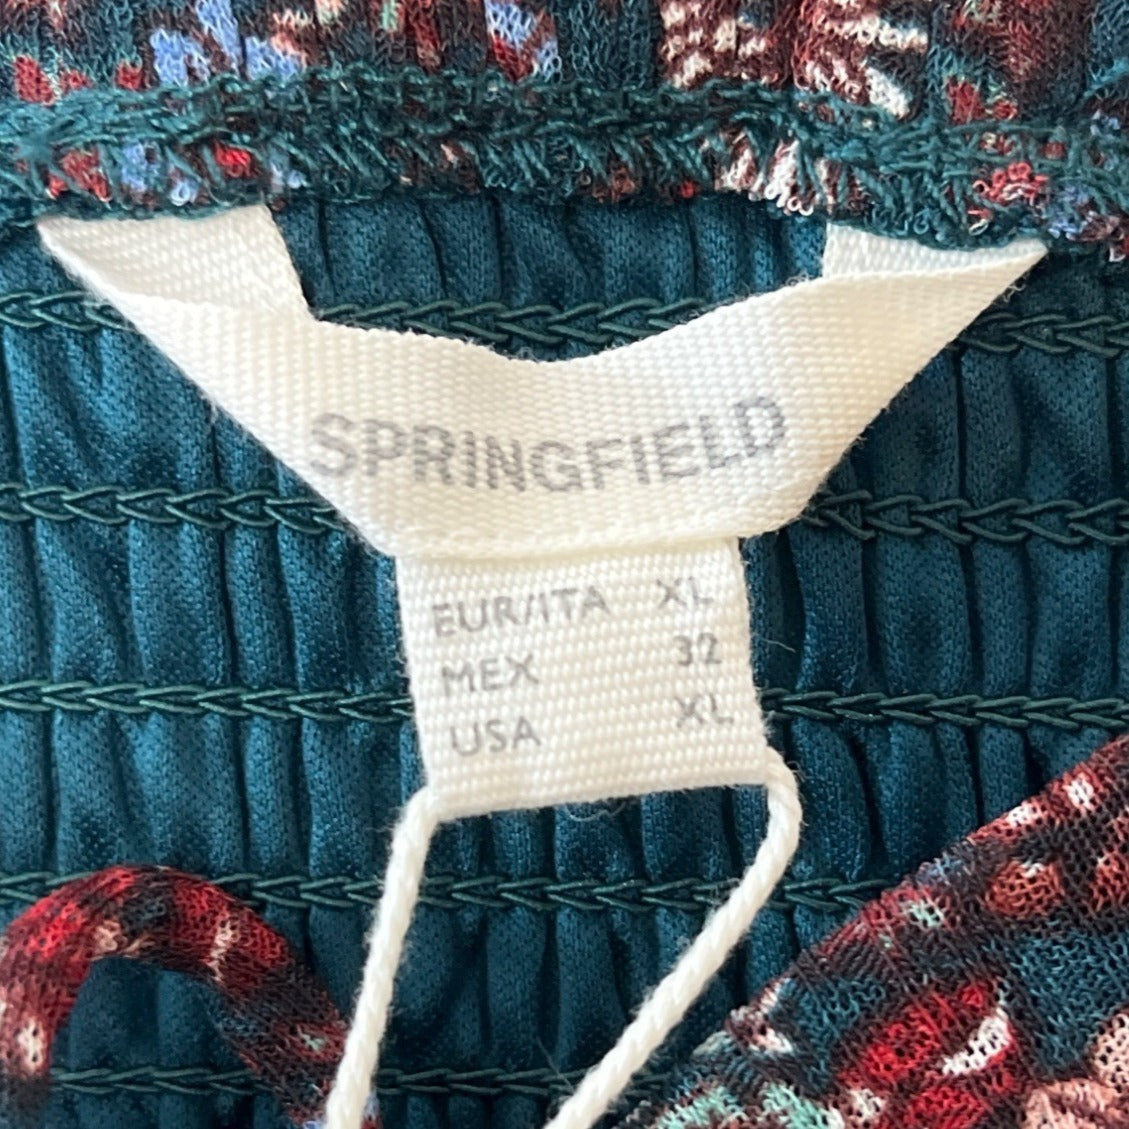 SPRINGFIELD
EUR/ITA XL
MEX 32
USA XL